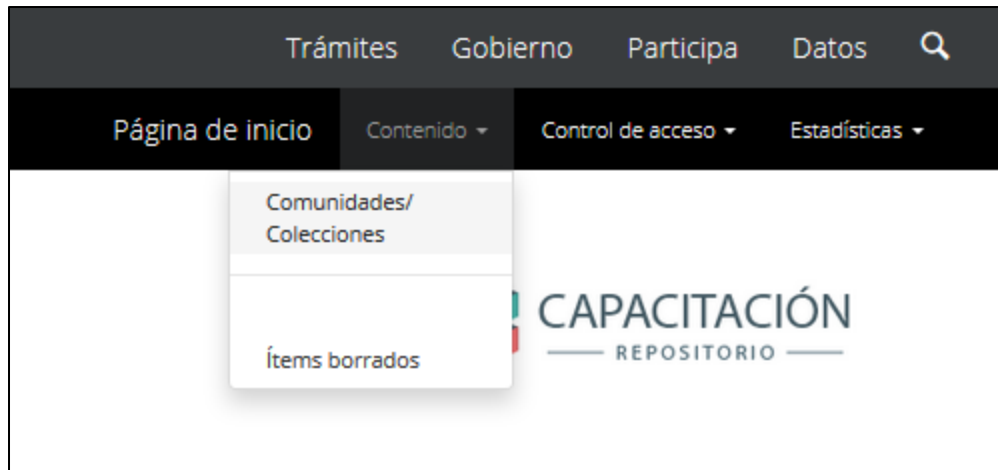 Trámites Gobierno Participa Datos
Página de inicio Contenido Control de acceso Estadísticas
Comunidades/
Colecciones
CAPACITACIÓN
REPOSITORIO
Ítems borrados